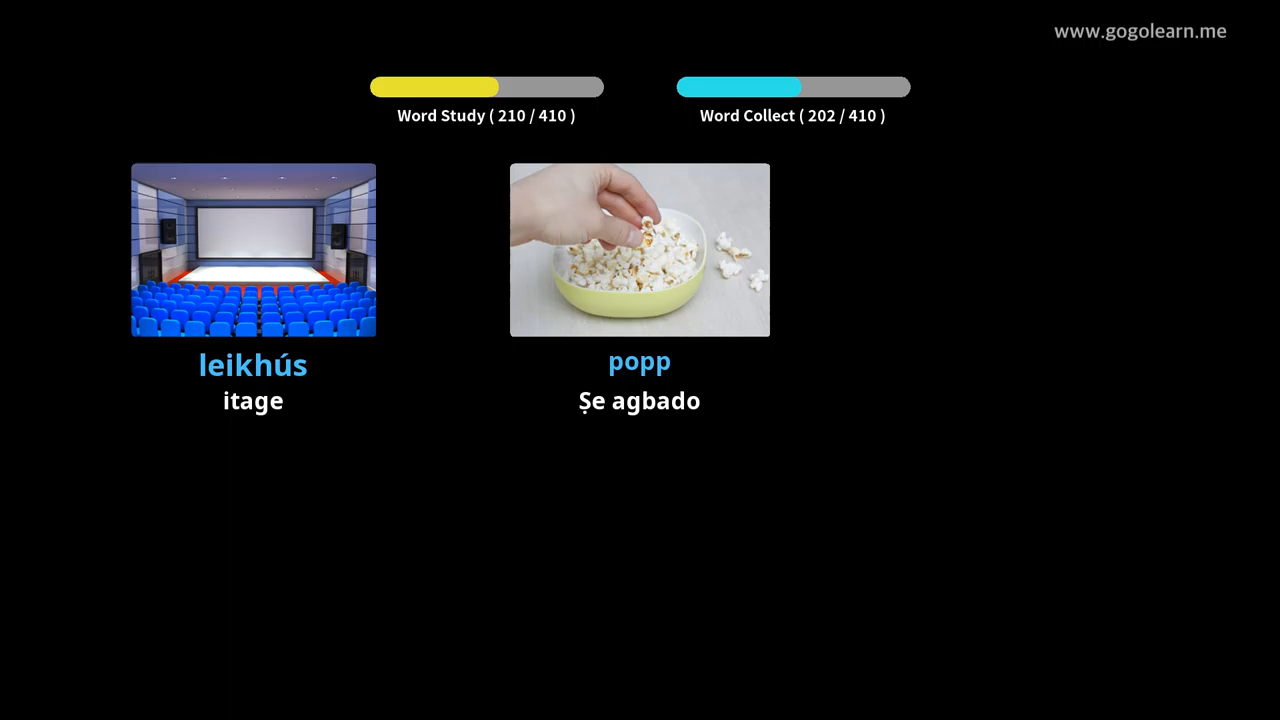 www.gogolearn.me
Word Study ( 210 / 410 )
Word Collect ( 202 / 410 )
leikhús
itage
popp
Ṣe agbado